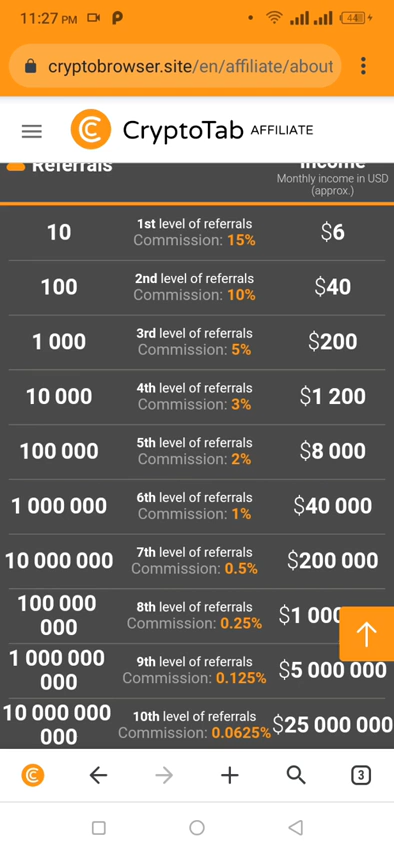 11:27 PM
44
cryptobrowser.site/en/affiliate/about
CryptoTab AFFILIATE
Referrals
Income
Monthly income in USD
(approx.)
10
1st level of referrals
Commission: 15%
$6
100
2nd level of referrals
Commission: 10%
$40
1 000
3rd level of referrals
Commission: 5%
$200
10 000
4th level of referrals
Commission: 3%
$1 200
100 000
5th level of referrals
Commission: 2%
$8 000
1 000 000
6th level of referrals
Commission: 1%
$40 000
10 000 000
7th level of referrals
Commission: 0.5%
$200 000
100 000
000
8th level of referrals
Commission: 0.25%
$1 000
1 000 000
000
9th level of referrals
Commission: 0.125%
$5 000 000
10 000 000
000
10th level of referrals
Commission: 0.0625%
$25 000 000
3